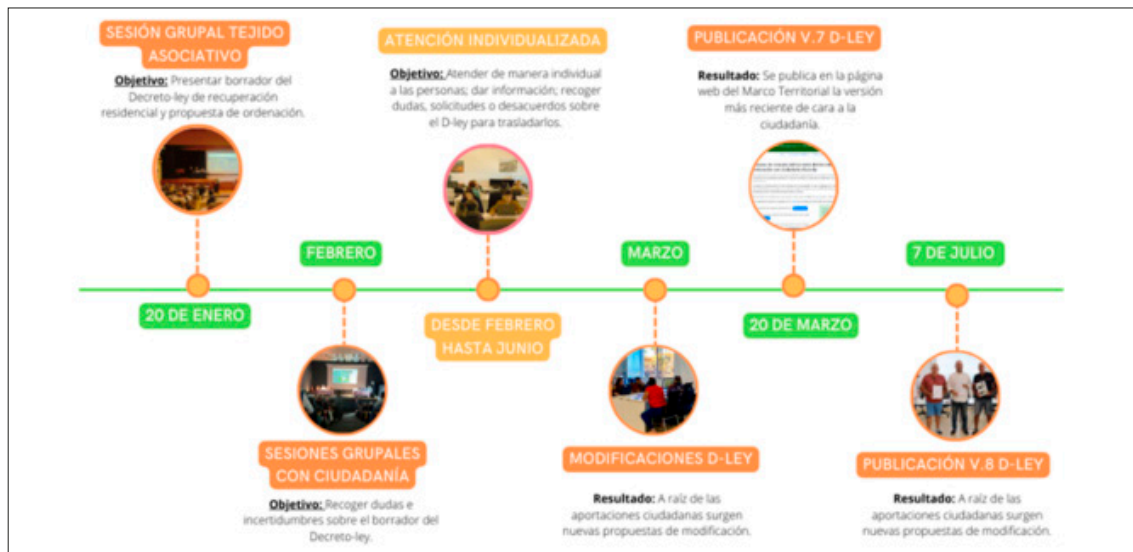 SESIÓN GRUPAL TEJIDO
ASOCIATIVO
Objetivo: Presentar borrador del
Decreto-ley de recuperación
residencial y propuesta de ordenación.
20 DE ENERO
FEBRERO
SESIONES GRUPALES
CON CIUDADANÍA
Objetivo: Recoger dudas e
incertidumbres sobre el borrador del
Decreto-ley.
ATENCIÓN INDIVIDUALIZADA
Objetivo: Atender de manera individual
a las personas; dar información; recoger
dudas, solicitudes o desacuerdos sobre
el D-ley para trasladarlos.
DESDE FEBRERO
HASTA JUNIO
MARZO
MODIFICACIONES D-LEY
Resultado: A raíz de las
aportaciones ciudadanas surgen
nuevas propuestas de modificación.
PUBLICACIÓN V.7 D-LEY
Resultado: Se publica en la página
web del Marco Territorial la versión
más reciente de cara a la
ciudadanía.
20 DE MARZO
7 DE JULIO
PUBLICACIÓN V.8 D-LEY
Resultado: A raíz de las
aportaciones ciudadanas surgen
nuevas propuestas de modificación.